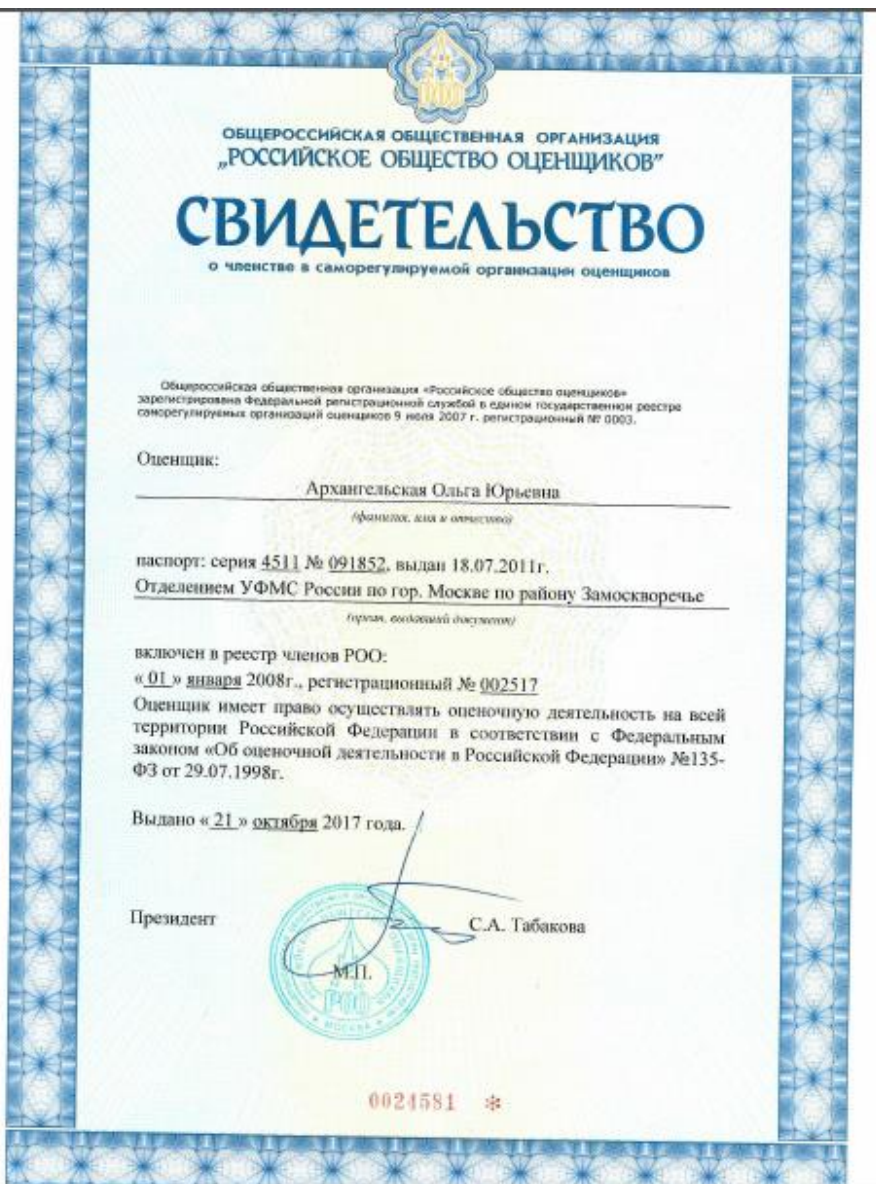 РОО
ОБЩЕРОССИЙСКАЯ ОБЩЕСТВЕННАЯ ОРГАНИЗАЦИЯ
„РОССИЙСКОЕ ОБЩЕСТВО ОЦЕНЩИКОВ”
СВИДЕТЕЛЬСТВО
о членстве в саморегулируемой организации оценщиков
Общероссийская общественная организация «Российское общество оценщиков»
зарегистрирована Федеральной регистрационной службой в едином государственном реестре
саморегулируемых организаций оценщиков 9 июля 2007 г. регистрационный № 0003.
Оценщик:
Архангельская Ольга Юрьевна
(фамилия, имя и отчество)
паспорт: серия 4511 № 091852, выдан 18.07.2011г.
Отделением УФМС России по гор. Москве по району Замоскворечье
(орган, выдавший документ)
включен в реестр членов РОО:
« 01 » января 2008г., регистрационный № 002517
Оценщик имеет право осуществлять оценочную деятельность на всей
территории Российской Федерации в соответствии с Федеральным
законом «Об оценочной деятельности в Российской Федерации» №135-
ФЗ от 29.07.1998г.
Выдано « 21 » октября 2017 года.
Президент
С.А. Табакова
М.П.
РОО
МОСКВА
0024581 *